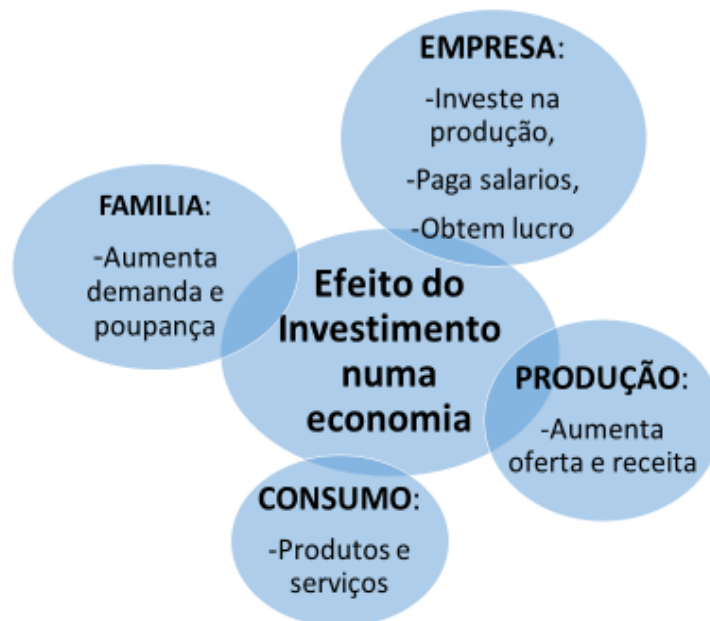 EMPRESA:
-Investe na
produção,
-Paga salarios,
-Obtem lucro
FAMILIA:
-Aumenta
demanda e
poupança
Efeito do
Investimento
numa
economia
PRODUÇÃO:
-Aumenta
oferta e receita
CONSUMO:
-Produtos e
serviços